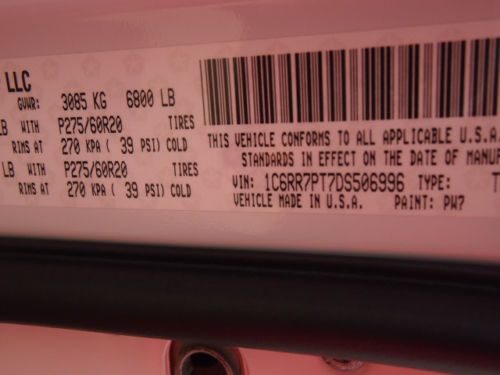 LLC
GVWR: 3085 KG 6800 LB
LB WITH P275/60R20 TIRES
RIMS AT 270 KPA ( 39 PSI) COLD
LB WITH P275/60R20 TIRES
RIMS AT 270 KPA ( 39 PSI) COLD
THIS VEHICLE CONFORMS TO ALL APPLICABLE U.S.A
STANDARDS IN EFFECT ON THE DATE OF MANU
VIN: 1C6RR7PT7DS506996 TYPE: T
VEHICLE MADE IN U.S.A. PAINT: PW7